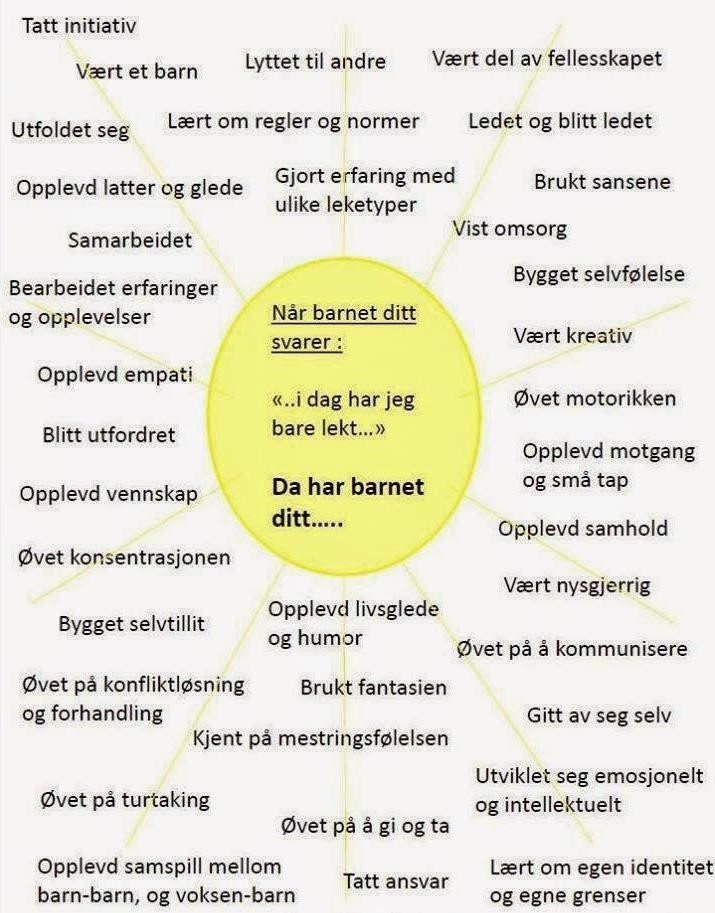 Tatt initiativ
Vært et barn
Lyttet til andre
Vært del av fellesskapet
Utfoldet seg
Lært om regler og normer
Ledet og blitt ledet
Opplevd latter og glede
Gjort erfaring med
ulike leketyper
Brukt sansene
Samarbeidet
Vist omsorg
Bearbeidet erfaringer
og opplevelser
Bygget selvfølelse
Når barnet ditt
svarer :
«..i dag har jeg
bare lekt...»
Da har barnet
ditt.....
Vært kreativ
Opplevd empati
Øvet motorikken
Blitt utfordret
Opplevd motgang
og små tap
Opplevd vennskap
Opplevd samhold
Øvet konsentrasjonen
Vært nysgjerrig
Bygget selvtillit
Opplevd livsglede
og humor
Øvet på å kommunisere
Øvet på konfliktløsning
og forhandling
Brukt fantasien
Gitt av seg selv
Kjent på mestringsfølelsen
Utviklet seg emosjonelt
og intellektuelt
Øvet på turtaking
Øvet på å gi og ta
Opplevd samspill mellom
barn-barn, og voksen-barn
Tatt ansvar
Lært om egen identitet
og egne grenser